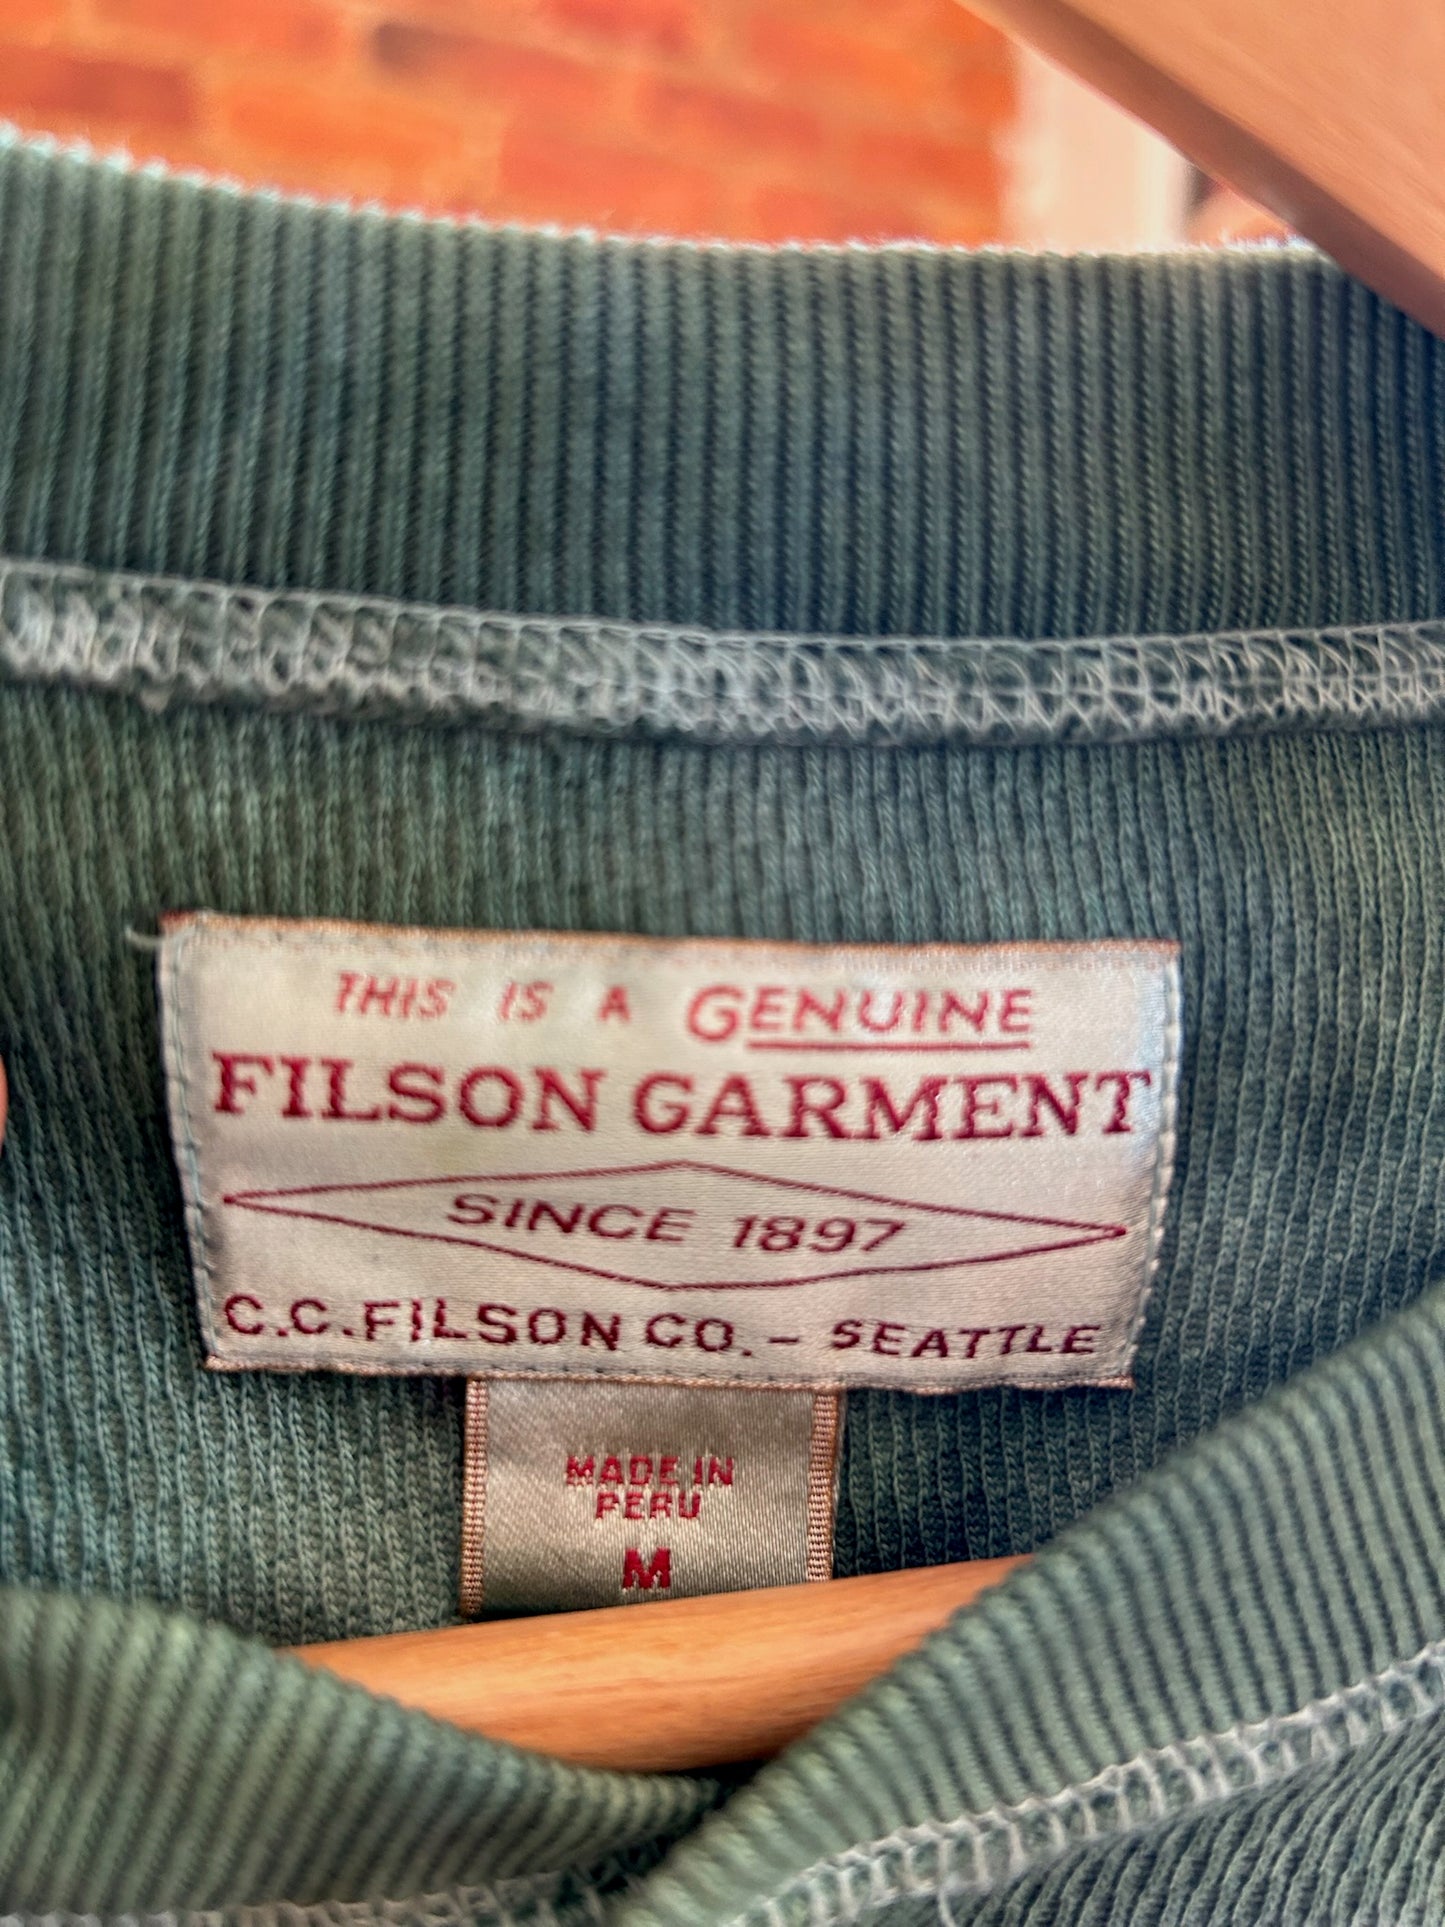 THIS IS A GENUINE
FILSON GARMENT
SINCE 1897
C.C.FILSON CO. – SEATTLE
MADE IN
PERU
M